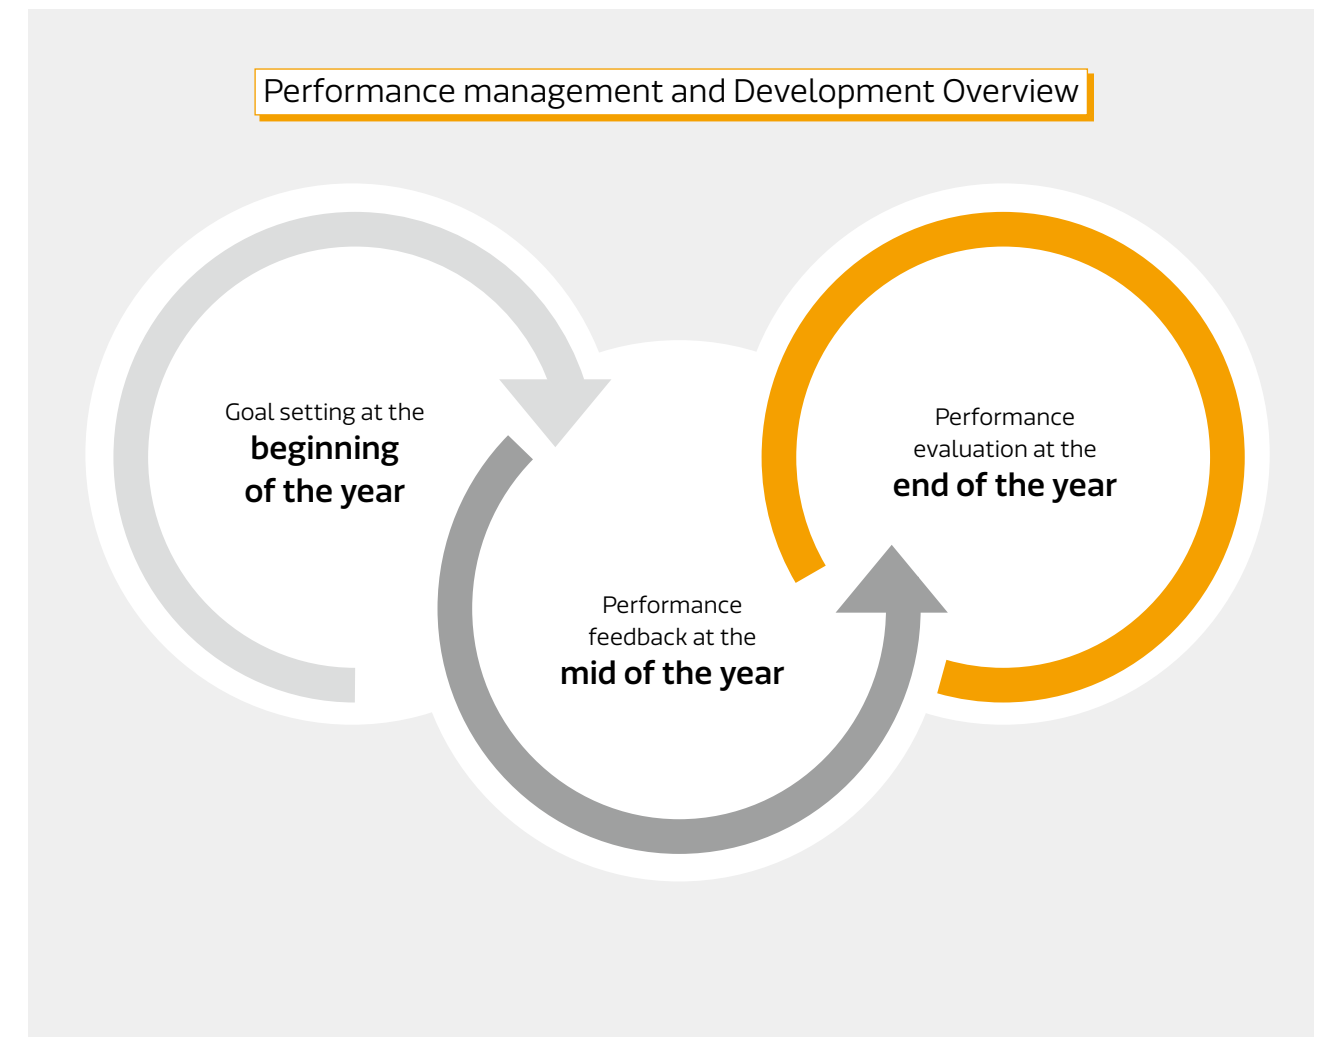 Performance management and Development Overview
Goal setting at the
beginning
of the year
Performance
feedback at the
mid of the year
Performance
evaluation at the
end of the year